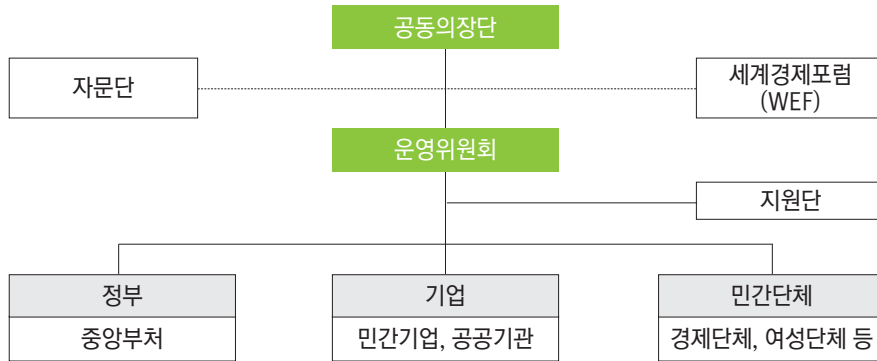 공동의장단
자문단
세계경제포럼
(WEF)
운영위원회
지원단
정부
기업
민간단체
중앙부처
민간기업, 공공기관
경제단체, 여성단체 등